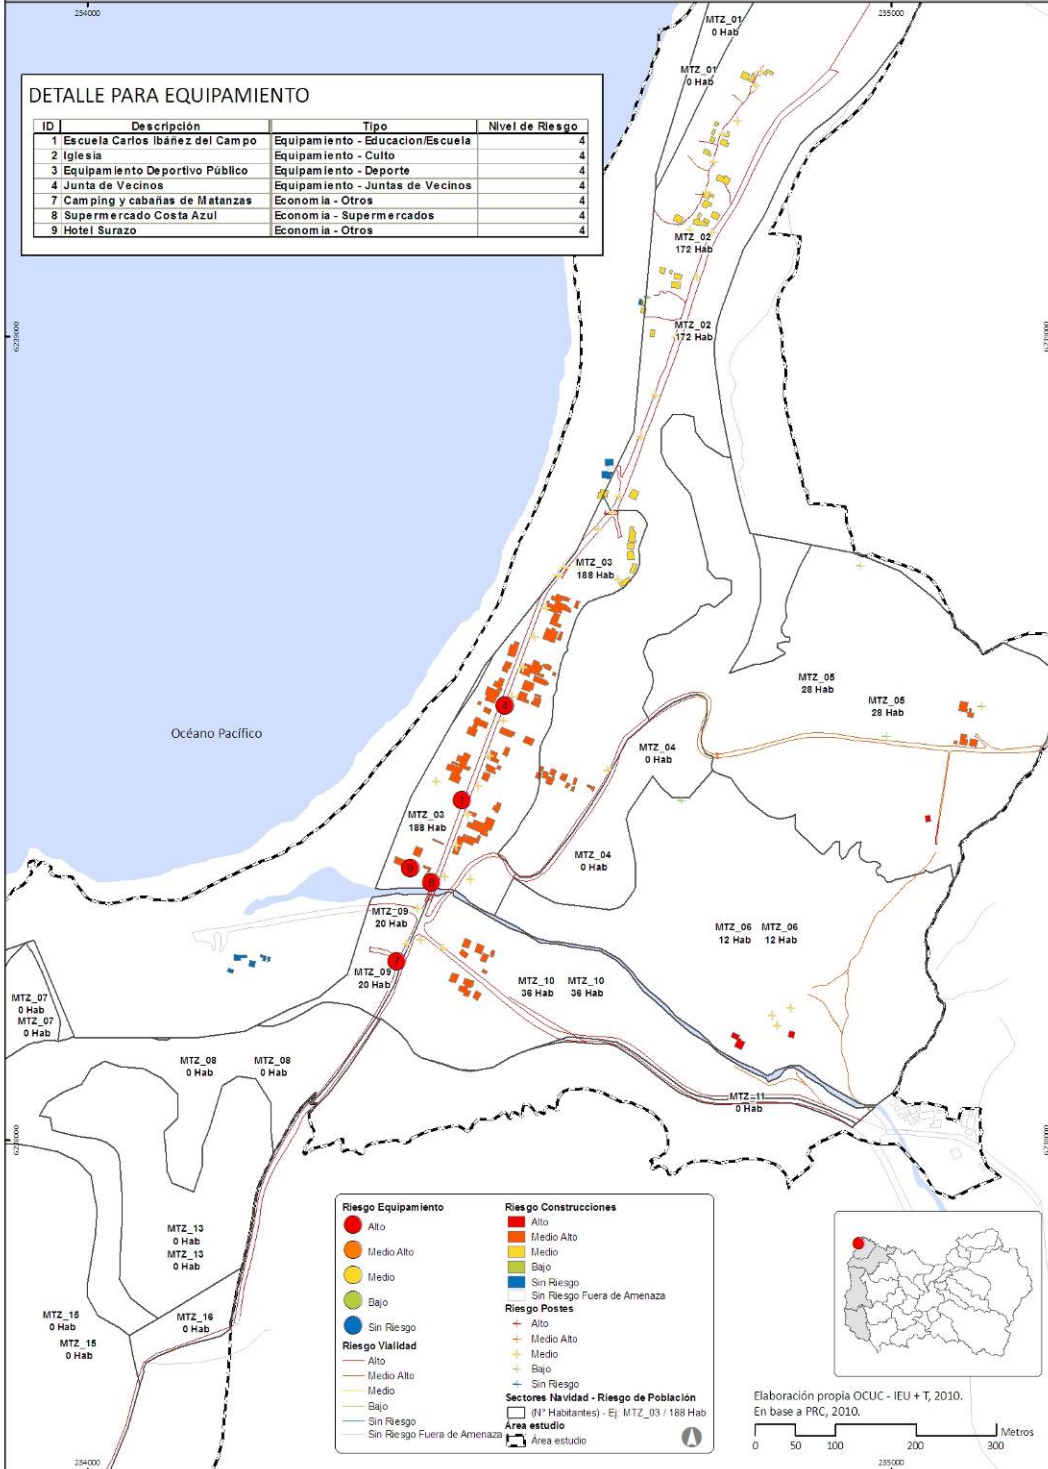 234000
235000
MTZ_01
0 Hab
MTZ_01
0 Hab
DETALLE PARA EQUIPAMIENTO
ID Descripción Tipo Nivel de Riesgo
1 Escuela Carlos Ibáñez del Campo Equipamiento - Educacion/Escuela 4
2 Iglesia Equipamiento - Culto 4
3 Equipamiento Deportivo Público Equipamiento - Deporte 4
4 Junta de Vecinos Equipamiento - Juntas de Vecinos 4
7 Camping y cabañas de Matanzas Economia - Otros 4
8 Supermercado Costa Azul Economia - Supermercados 4
9 Hotel Surazo Economia - Otros 4
MTZ_02
172 Hab
6239000
6239000
MTZ_02
172 Hab
MTZ_03
188 Hab
MTZ_05
28 Hab
MTZ_05
28 Hab
4
Océano Pacífico
MTZ_04
0 Hab
1
MTZ_03
188 Hab
MTZ_04
0 Hab
9
8
MTZ_09
20 Hab
MTZ_06 MTZ_06
12 Hab 12 Hab
7
MTZ_09
20 Hab
MTZ_10 MTZ_10
36 Hab 36 Hab
MTZ_07
0 Hab
MTZ_07
0 Hab
MTZ_08 MTZ_08
0 Hab 0 Hab
MTZ_11
0 Hab
6238000
6238000
MTZ_13
0 Hab
MTZ_13
0 Hab
MTZ_15
0 Hab
MTZ_15
0 Hab
MTZ_16
0 Hab
Riesgo Equipamiento
Alto
Medio Alto
Medio
Bajo
Sin Riesgo
Riesgo Vialidad
Alto
Medio Alto
Medio
Bajo
Sin Riesgo
Sin Riesgo Fuera de Amenaza
Riesgo Construcciones
Alto
Medio Alto
Medio
Bajo
Sin Riesgo
Sin Riesgo Fuera de Amenaza
Riesgo Postes
Alto
Medio Alto
Medio
Bajo
Sin Riesgo
Sectores Navidad - Riesgo de Población
(N° Habitantes) - Ej: MTZ_03 / 188 Hab
Área estudio
Área estudio
Elaboración propia OCUC - IEU + T, 2010.
En base a PRC, 2010.
0 50 100 200 300 Metros
234000
235000